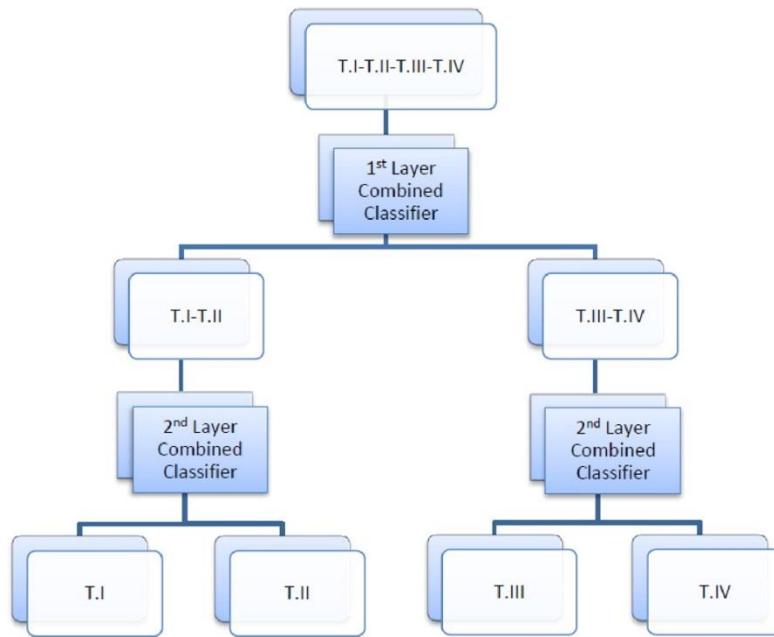 T.I-T.II-T.III-T.IV
1st Layer
Combined
Classifier
T.I-T.II
T.III-T.IV
2nd Layer
Combined
Classifier
2nd Layer
Combined
Classifier
T.I
T.II
T.III
T.IV